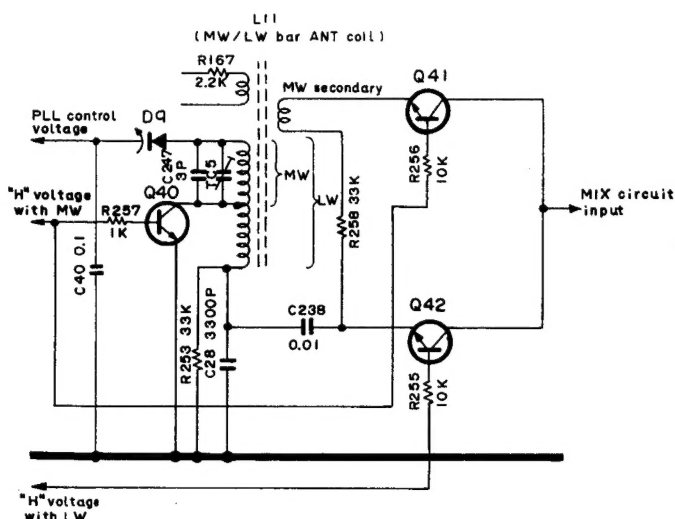 L11
(MW/LW bar ANT coil)
R167
2.2K
MW secondary
Q41
PLL control
voltage
D9
C247
3P
TC5
MW
LW
R256
10K
"H" voltage
with MW
R257
1K
Q40
R258 33K
MIX circuit
input
C40 0.1
R253 33K
C28 3300P
C238
0.01
Q42
R255
10K
"H" voltage
with LW